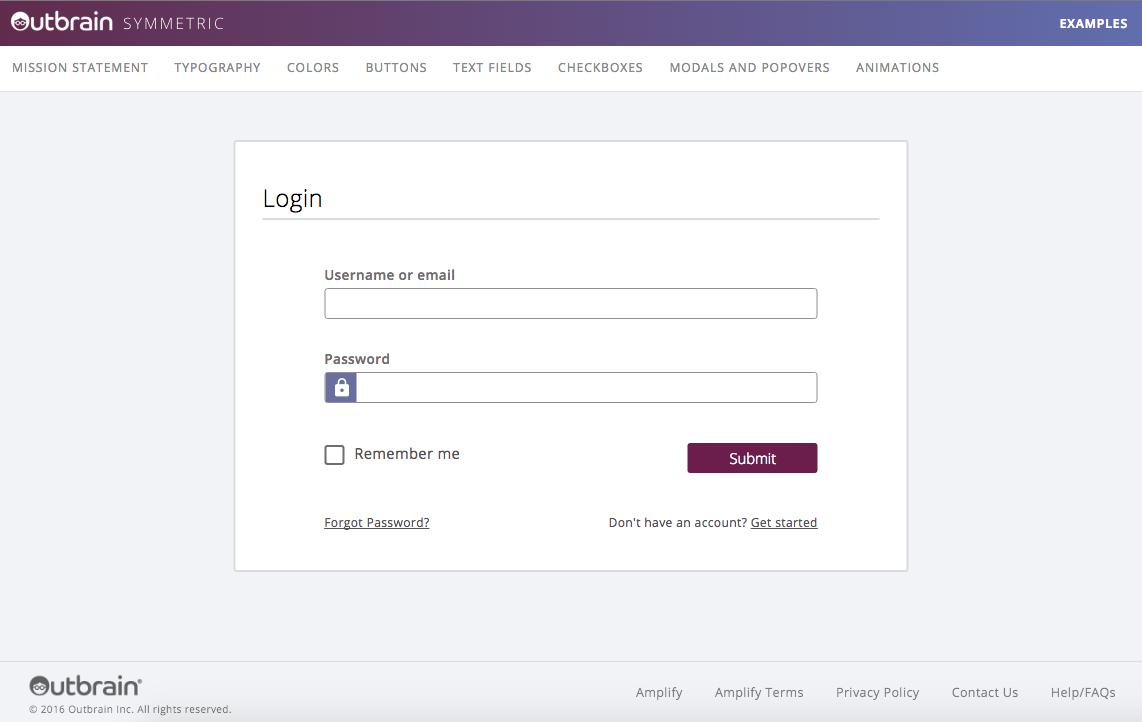 Outbrain SYMMETRIC EXAMPLES
MISSION STATEMENT TYPOGRAPHY COLORS BUTTONS TEXT FIELDS CHECKBOXES MODALS AND POPOVERS ANIMATIONS
Login
Username or email
Password
Remember me Submit
Forgot Password? Don't have an account? Get started
Outbrain®
Amplify Amplify Terms Privacy Policy Contact Us Help/FAQs
© 2016 Outbrain Inc. All rights reserved.